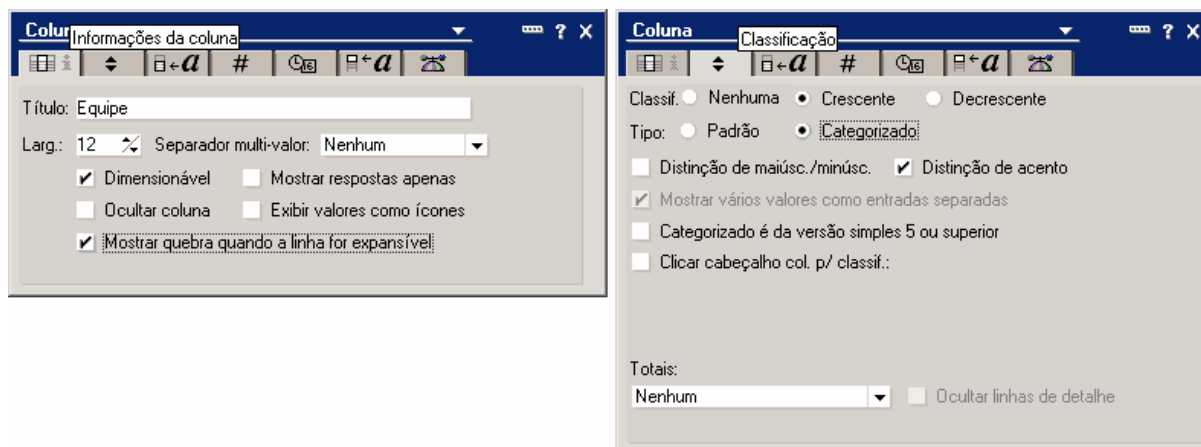 Colun
Informações da coluna
? X
a # 16 a
Título: Equipe
Larg.: 12 Separador multi-valor: Nenhum
Dimensionável Mostrar respostas apenas
Ocultar coluna Exibir valores como ícones
Mostrar quebra quando a linha for expansível
Coluna
Classificação
? X
a # 16 a
Classif. Nenhuma Crescente Decrescente
Tipo: Padrão Categorizado
Distinção de maiúsc./minúsc. Distinção de acento
Mostrar vários valores como entradas separadas
Categorizado é da versão simples 5 ou superior
Clicar cabeçalho col. p/ classif.:
Totais:
Nenhum Ocultar linhas de detalhe